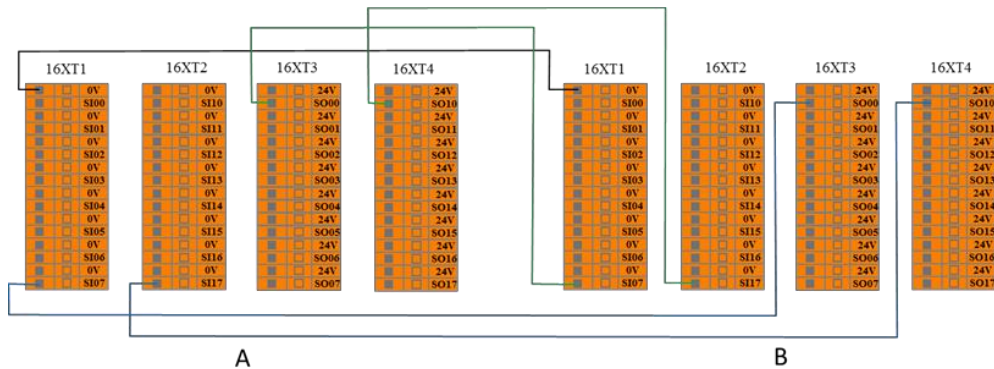 16XT1
0V
SI00
0V
SI01
0V
SI02
0V
SI03
0V
SI04
0V
SI05
0V
SI06
0V
SI07
16XT2
0V
SI10
0V
SI11
0V
SI12
0V
SI13
0V
SI14
0V
SI15
0V
SI16
0V
SI17
16XT3
24V
SO00
24V
SO01
24V
SO02
24V
SO03
24V
SO04
24V
SO05
24V
SO06
24V
SO07
16XT4
24V
SO10
24V
SO11
24V
SO12
24V
SO13
24V
SO14
24V
SO15
24V
SO16
24V
SO17
A
16XT1
24V
SI00
0V
SI01
0V
SI02
0V
SI03
0V
SI04
0V
SI05
0V
SI06
0V
SI07
16XT2
24V
SI10
0V
SI11
0V
SI12
0V
SI13
0V
SI14
0V
SI15
0V
SI16
0V
SI17
16XT3
24V
SO00
24V
SO01
24V
SO02
24V
SO03
24V
SO04
24V
SO05
24V
SO06
24V
SO07
16XT4
24V
SO10
24V
SO11
24V
SO12
24V
SO13
24V
SO14
24V
SO15
24V
SO16
24V
SO17
B